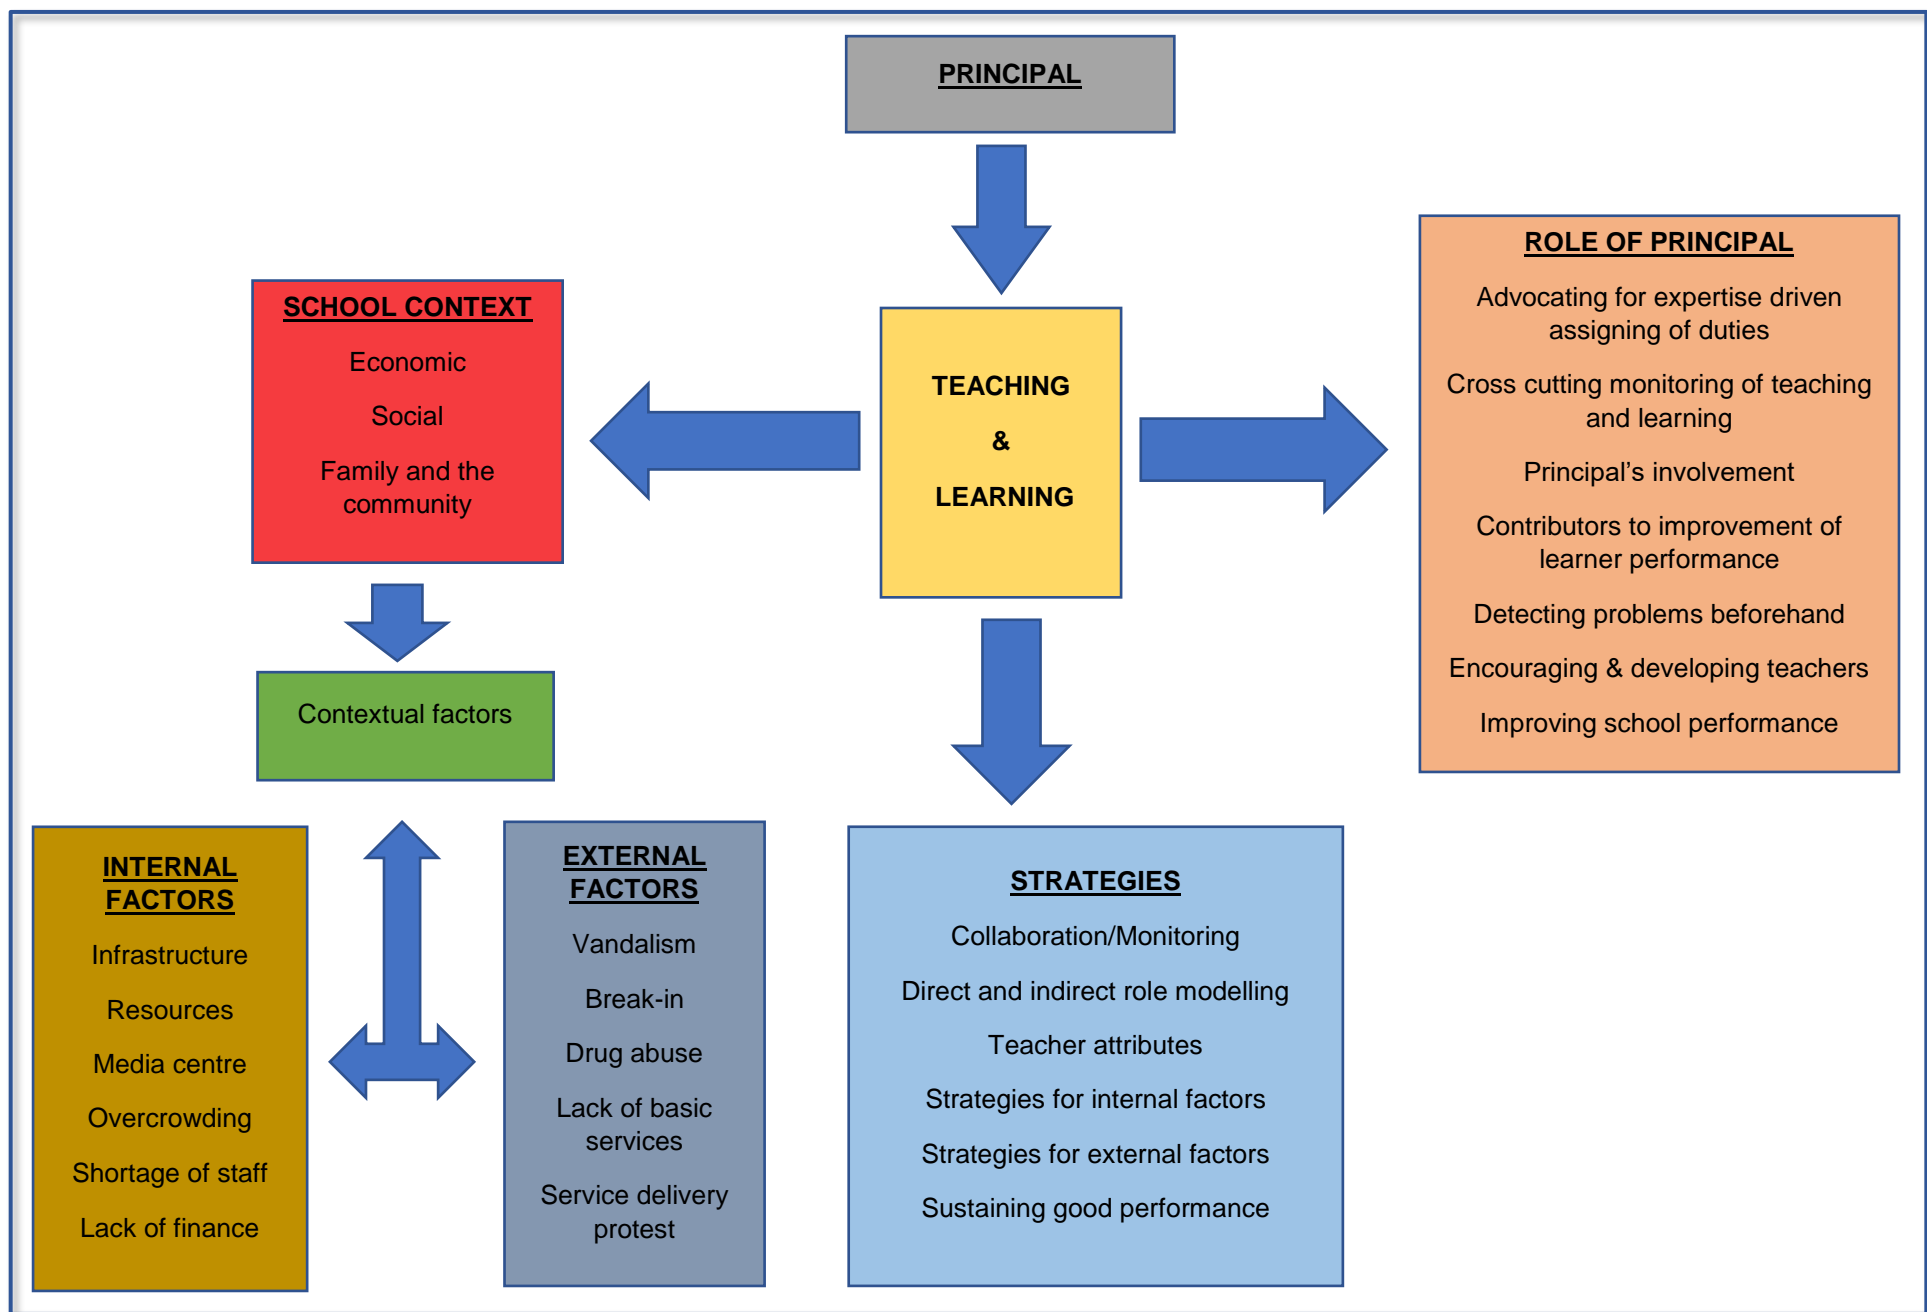 PRINCIPAL
SCHOOL CONTEXT
Economic
Social
Family and the
community
TEACHING
&
LEARNING
ROLE OF PRINCIPAL
Advocating for expertise driven
assigning of duties
Cross cutting monitoring of teaching
and learning
Principal’s involvement
Contributors to improvement of
learner performance
Detecting problems beforehand
Encouraging & developing teachers
Improving school performance
Contextual factors
INTERNAL
FACTORS
Infrastructure
Resources
Media centre
Overcrowding
Shortage of staff
Lack of finance
EXTERNAL
FACTORS
Vandalism
Break-in
Drug abuse
Lack of basic
services
Service delivery
protest
STRATEGIES
Collaboration/Monitoring
Direct and indirect role modelling
Teacher attributes
Strategies for internal factors
Strategies for external factors
Sustaining good performance